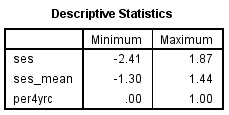 Descriptive Statistics
Minimum Maximum
ses -2.41 1.87
ses_mean -1.30 1.44
per4yrc .00 1.00